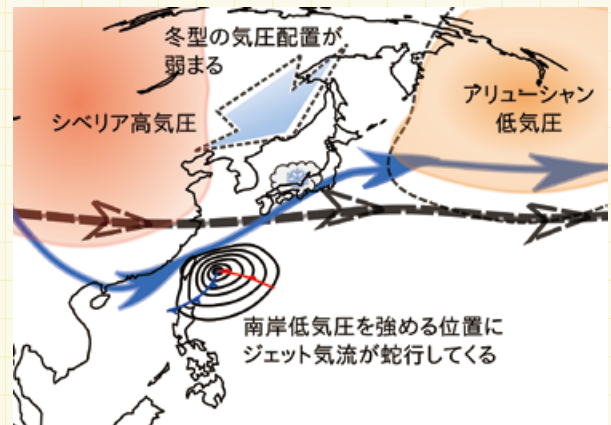 冬型の気圧配置が
弱まる
シベリア高気圧
アリューシャン
低気圧
南岸低気圧を強める位置に
ジェット気流が蛇行してくる